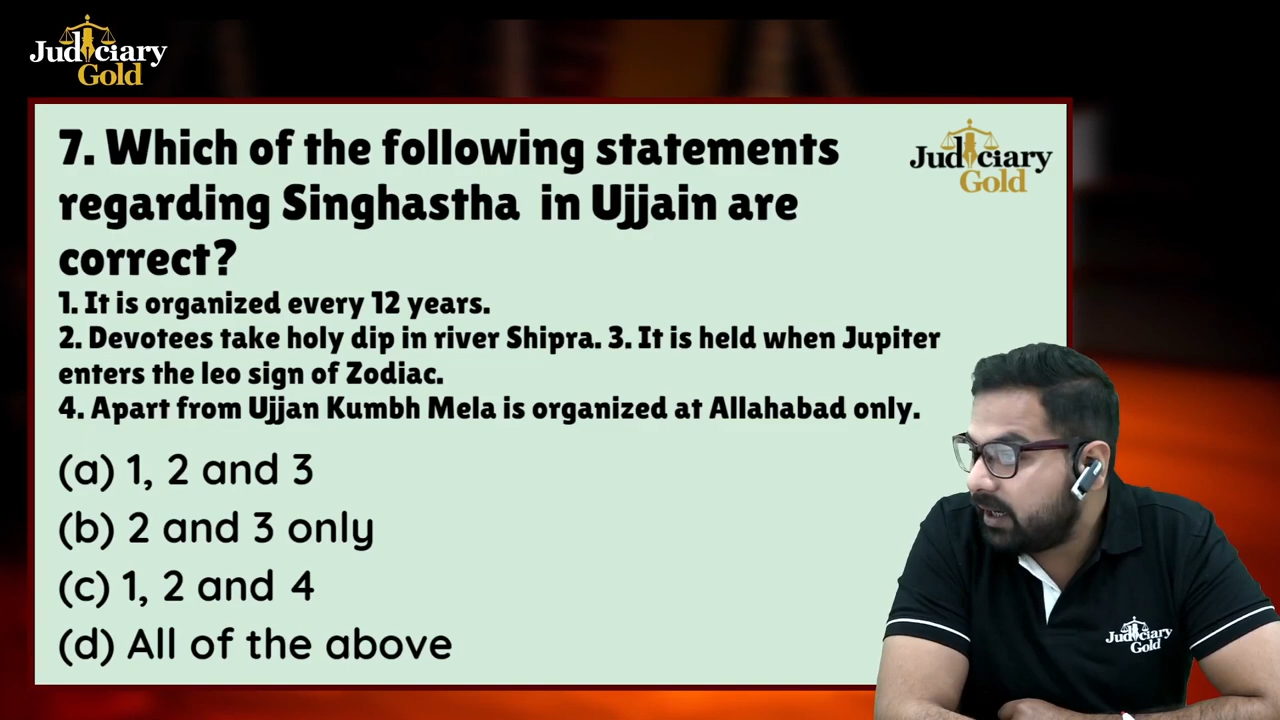 Judiciary
Gold
7. Which of the following statements
regarding Singhastha in Ujjain are
correct?
Judiciary
Gold
1. It is organized every 12 years.
2. Devotees take holy dip in river Shipra. 3. It is held when Jupiter
enters the leo sign of Zodiac.
4. Apart from Ujjan Kumbh Mela is organized at Allahabad only.
(a) 1, 2 and 3
(b) 2 and 3 only
(c) 1, 2 and 4
(d) All of the above
Judiciary
Gold